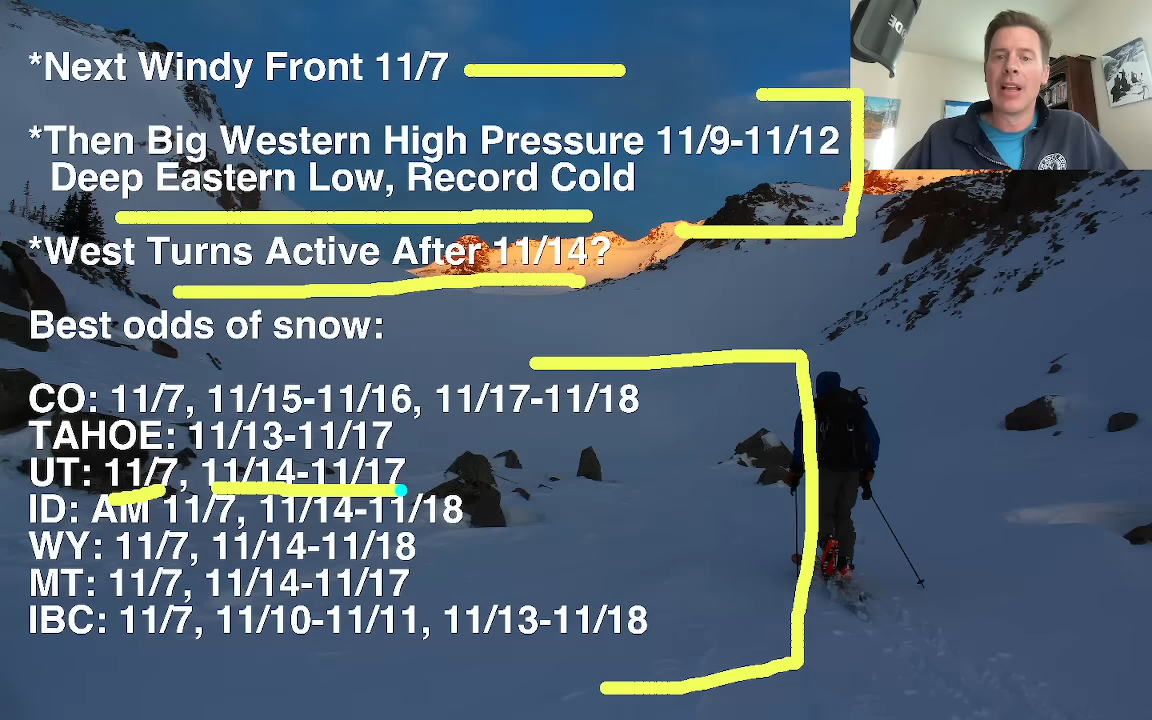 *Next Windy Front 11/7
*Then Big Western High Pressure 11/9-11/12
Deep Eastern Low, Record Cold
*West Turns Active After 11/14?
Best odds of snow:
CO: 11/7, 11/15-11/16, 11/17-11/18
TAHOE: 11/13-11/17
UT: 11/7, 11/14-11/17
ID: AM 11/7, 11/14-11/18
WY: 11/7, 11/14-11/18
MT: 11/7, 11/14-11/17
IBC: 11/7, 11/10-11/11, 11/13-11/18